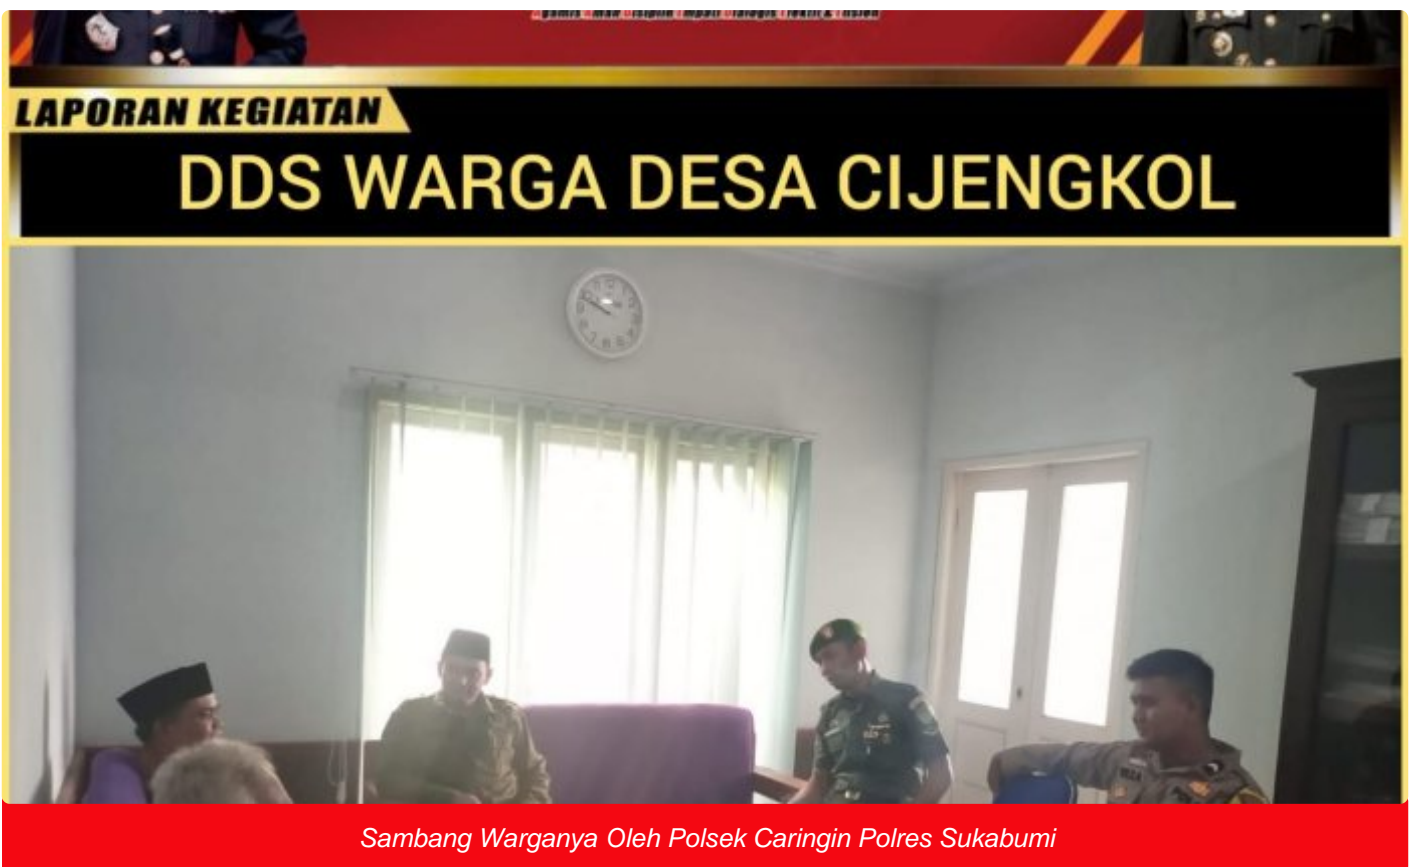 LAPORAN KEGIATAN
DDS WARGA DESA CIJENGKOL
Sambang Warganya Oleh Polsek Caringin Polres Sukabumi